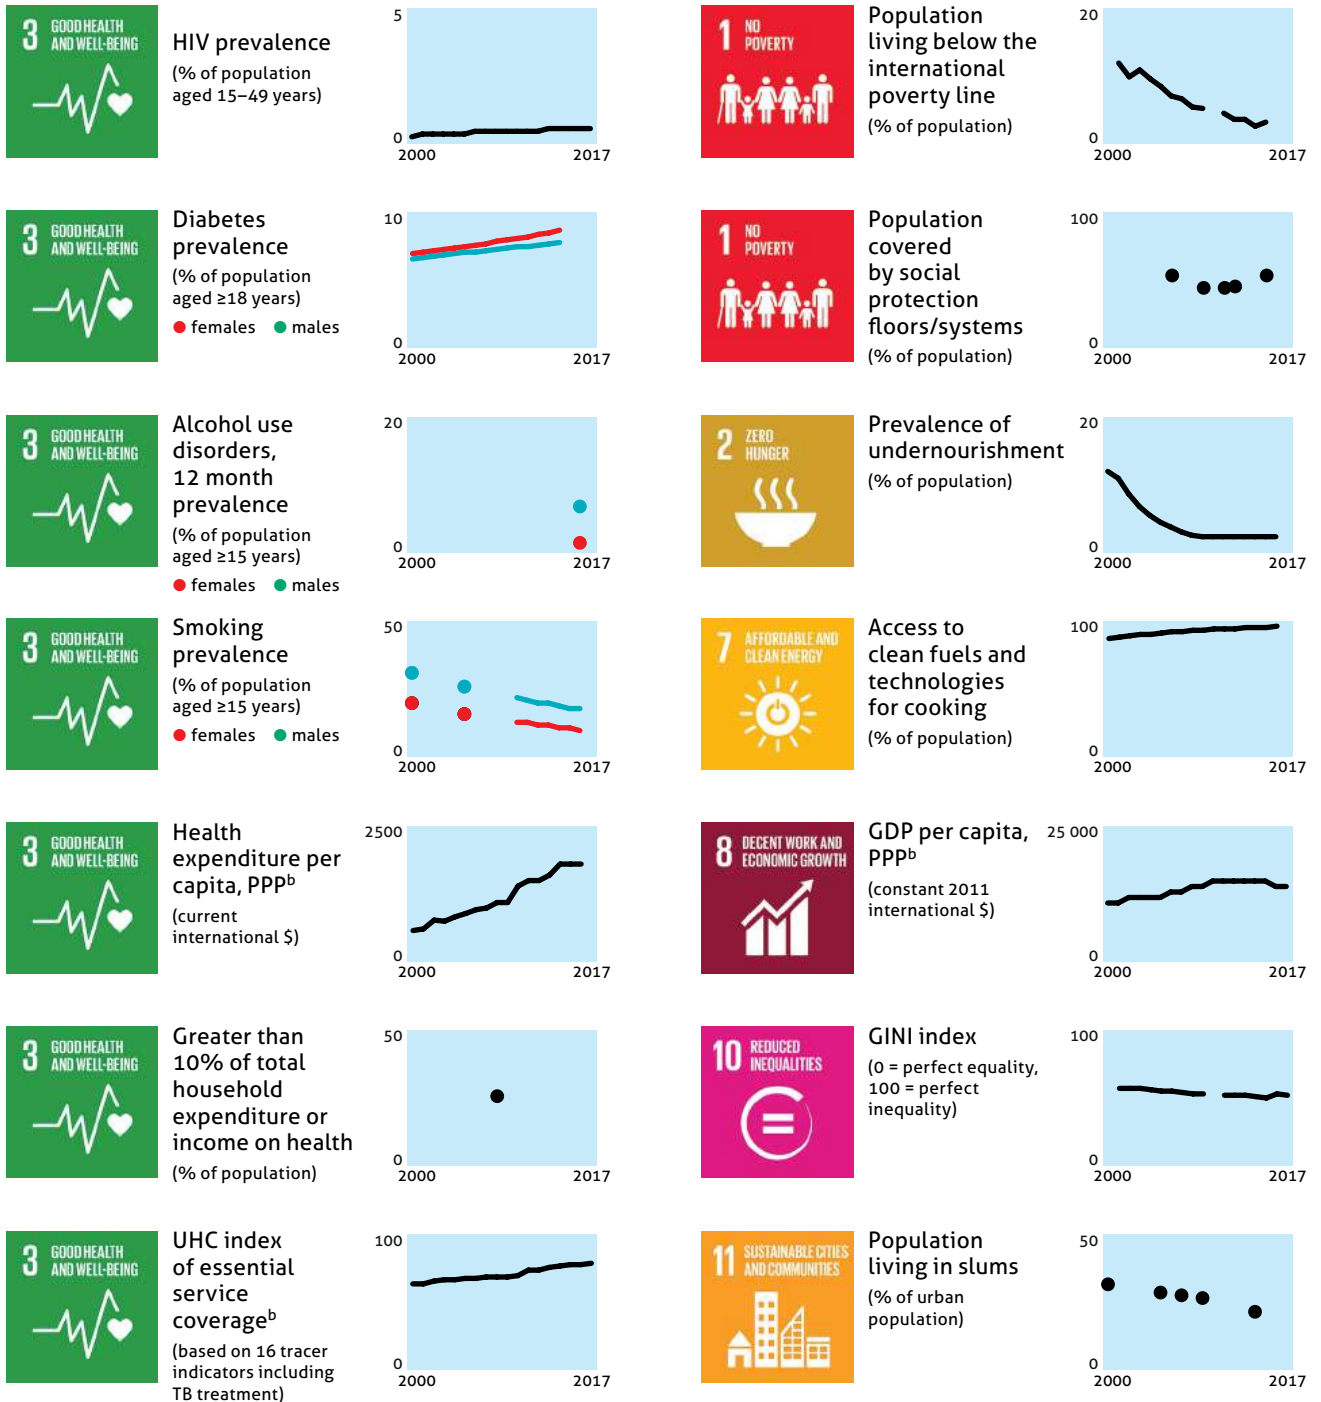 3 GOOD HEALTH
AND WELL-BEING
HIV prevalence
(% of population
aged 15–49 years)
5
0
2000 2017
3 GOOD HEALTH
AND WELL-BEING
Diabetes
prevalence
(% of population
aged ≥18 years)
females males
10
0
2000 2017
3 GOOD HEALTH
AND WELL-BEING
Alcohol use
disorders,
12 month
prevalence
(% of population
aged ≥15 years)
females males
20
0
2000 2017
3 GOOD HEALTH
AND WELL-BEING
Smoking
prevalence
(% of population
aged ≥15 years)
females males
50
0
2000 2017
3 GOOD HEALTH
AND WELL-BEING
Health
expenditure per
capita, PPPᵇ
(current
international $)
2500
0
2000 2017
3 GOOD HEALTH
AND WELL-BEING
Greater than
10% of total
household
expenditure or
income on health
(% of population)
50
0
2000 2017
3 GOOD HEALTH
AND WELL-BEING
UHC index
of essential
service
coverageᵇ
(based on 16 tracer
indicators including
TB treatment)
100
0
2000 2017
1 NO
POVERTY
Population
living below the
international
poverty line
(% of population)
20
0
2000 2017
1 NO
POVERTY
Population
covered
by social
protection
floors/systems
(% of population)
100
0
2000 2017
2 ZERO
HUNGER
Prevalence of
undernourishment
(% of population)
20
0
2000 2017
7 AFFORDABLE AND
CLEAN ENERGY
Access to
clean fuels and
technologies
for cooking
(% of population)
100
0
2000 2017
8 DECENT WORK AND
ECONOMIC GROWTH
GDP per capita,
PPPᵇ
(constant 2011
international $)
25 000
0
2000 2017
10 REDUCED
INEQUALITIES
GINI index
(0 = perfect equality,
100 = perfect
inequality)
100
0
2000 2017
11 SUSTAINABLE CITIES
AND COMMUNITIES
Population
living in slums
(% of urban
population)
50
0
2000 2017